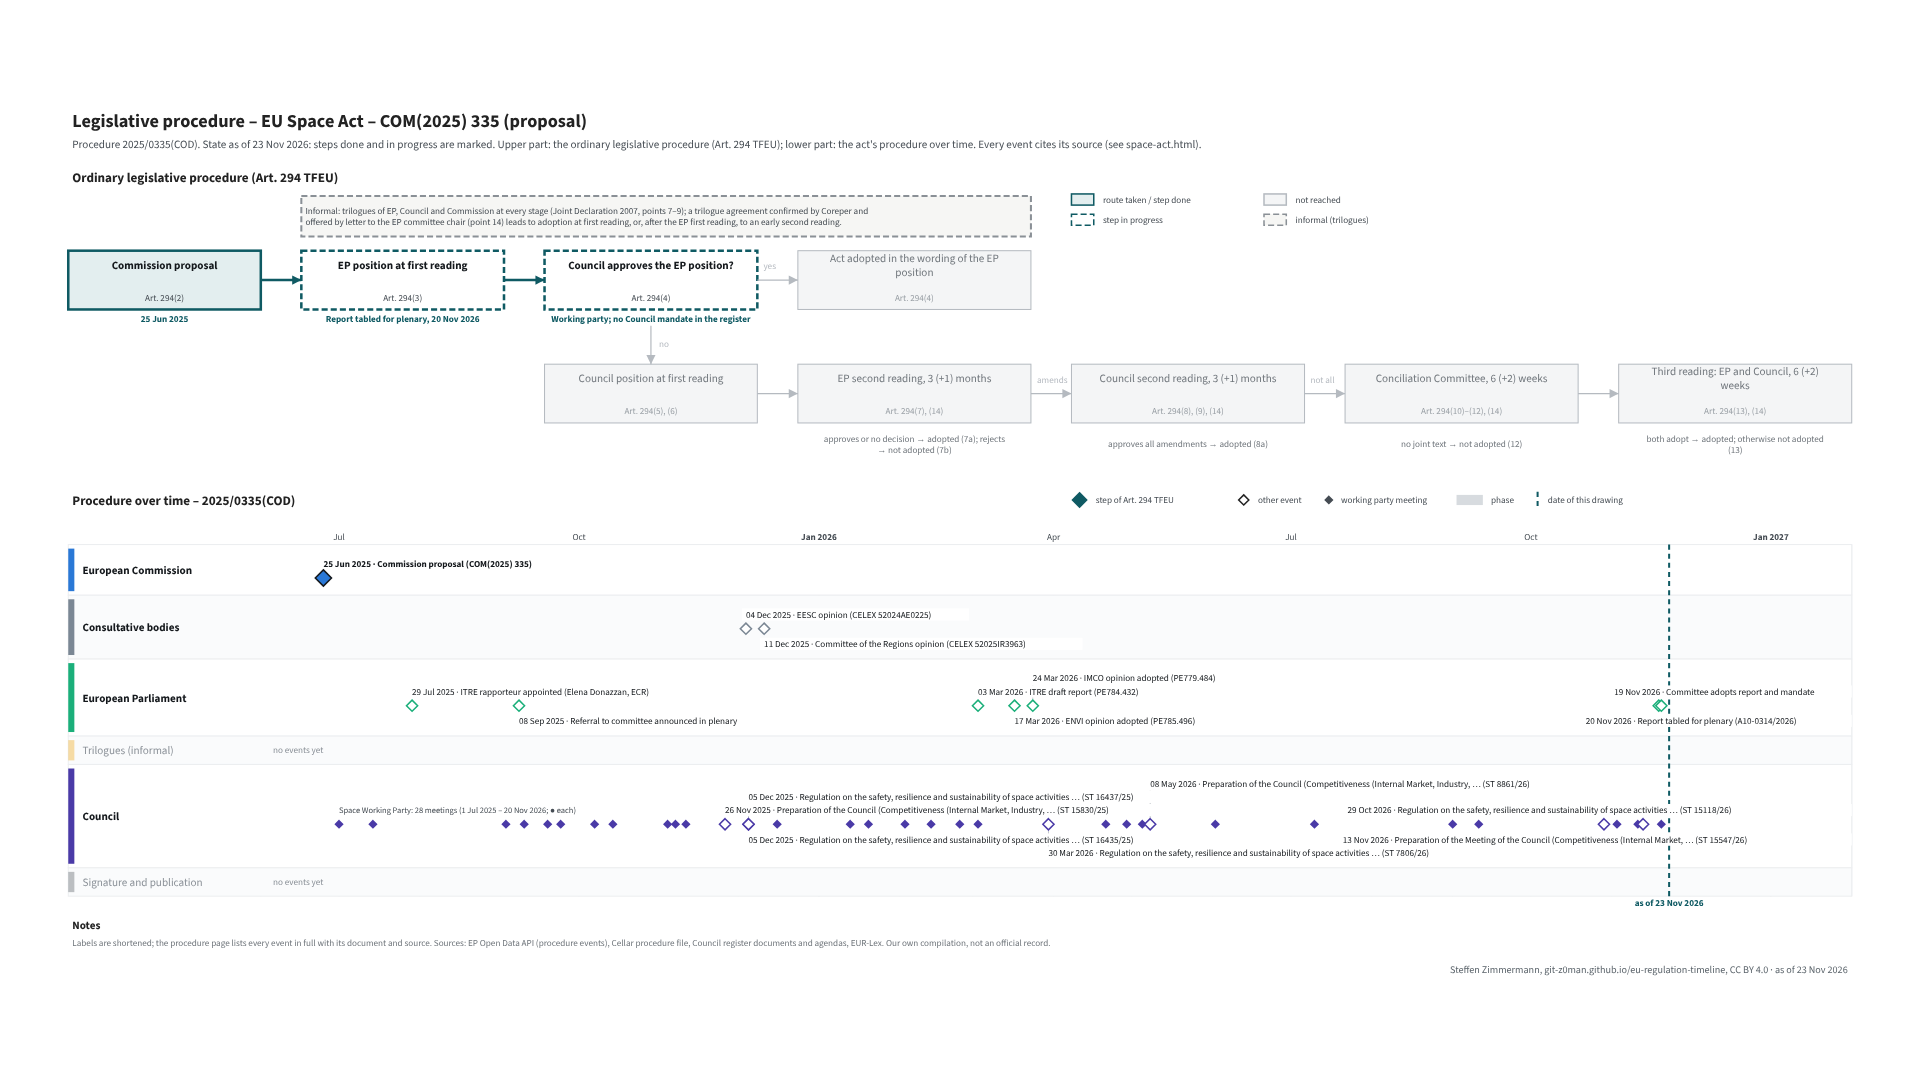 Legislative procedure – EU Space Act – COM(2025) 335 (proposal)
Procedure 2025/0335(COD). State as of 23 Nov 2026: steps done and in progress are marked. Upper part: the ordinary legislative procedure (Art. 294 TFEU); lower part: the act's procedure over time. Every event cites its source (see space-act.html).
Ordinary legislative procedure (Art. 294 TFEU)
Informal: trilogues of EP, Council and Commission at every stage (Joint Declaration 2007, points 7–9); a trilogue agreement confirmed by Coreper and
offered by letter to the EP committee chair (point 14) leads to adoption at first reading, or, after the EP first reading, to an early second reading.
route taken / step done
not reached
step in progress
informal (trilogues)
Commission proposal
Art. 294(2)
25 Jun 2025
EP position at first reading
Art. 294(3)
Report tabled for plenary, 20 Nov 2026
Council approves the EP position?
Art. 294(4)
Working party; no Council mandate in the register
yes
Act adopted in the wording of the EP
position
Art. 294(4)
no
Council position at first reading
Art. 294(5), (6)
EP second reading, 3 (+1) months
Art. 294(7), (14)
approves or no decision → adopted (7a); rejects
→ not adopted (7b)
amends
Council second reading, 3 (+1) months
Art. 294(8), (9), (14)
approves all amendments → adopted (8a)
not all
Conciliation Committee, 6 (+2) weeks
Art. 294(10)–(12), (14)
no joint text → not adopted (12)
Third reading: EP and Council, 6 (+2)
weeks
Art. 294(13), (14)
both adopt → adopted; otherwise not adopted
(13)
Procedure over time – 2025/0335(COD)
step of Art. 294 TFEU
other event
working party meeting
phase
date of this drawing
Jul
Oct
Jan 2026
Apr
Jul
Oct
Jan 2027
European Commission
25 Jun 2025 · Commission proposal (COM(2025) 335)
Consultative bodies
04 Dec 2025 · EESC opinion (CELEX 52024AE0225)
11 Dec 2025 · Committee of the Regions opinion (CELEX 52025IR3963)
European Parliament
24 Mar 2026 · IMCO opinion adopted (PE779.484)
29 Jul 2025 · ITRE rapporteur appointed (Elena Donazzan, ECR)
03 Mar 2026 · ITRE draft report (PE784.432)
19 Nov 2026 · Committee adopts report and mandate
08 Sep 2025 · Referral to committee announced in plenary
17 Mar 2026 · ENVI opinion adopted (PE785.496)
20 Nov 2026 · Report tabled for plenary (A10-0314/2026)
Trilogues (informal)
no events yet
Council
08 May 2026 · Preparation of the Council (Competitiveness (Internal Market, Industry, … (ST 8861/26)
05 Dec 2025 · Regulation on the safety, resilience and sustainability of space activities … (ST 16437/25)
Space Working Party: 28 meetings (1 Jul 2025 – 20 Nov 2026; ● each)
26 Nov 2025 · Preparation of the Council (Competitiveness (Internal Market, Industry, … (ST 15830/25)
29 Oct 2026 · Regulation on the safety, resilience and sustainability of space activities … (ST 15118/26)
05 Dec 2025 · Regulation on the safety, resilience and sustainability of space activities … (ST 16435/25)
13 Nov 2026 · Preparation of the Meeting of the Council (Competitiveness (Internal Market, … (ST 15547/26)
30 Mar 2026 · Regulation on the safety, resilience and sustainability of space activities … (ST 7806/26)
Signature and publication
no events yet
as of 23 Nov 2026
Notes
Labels are shortened; the procedure page lists every event in full with its document and source. Sources: EP Open Data API (procedure events), Cellar procedure file, Council register documents and agendas, EUR-Lex. Our own compilation, not an official record.
Steffen Zimmermann, git-z0man.github.io/eu-regulation-timeline, CC BY 4.0 · as of 23 Nov 2026